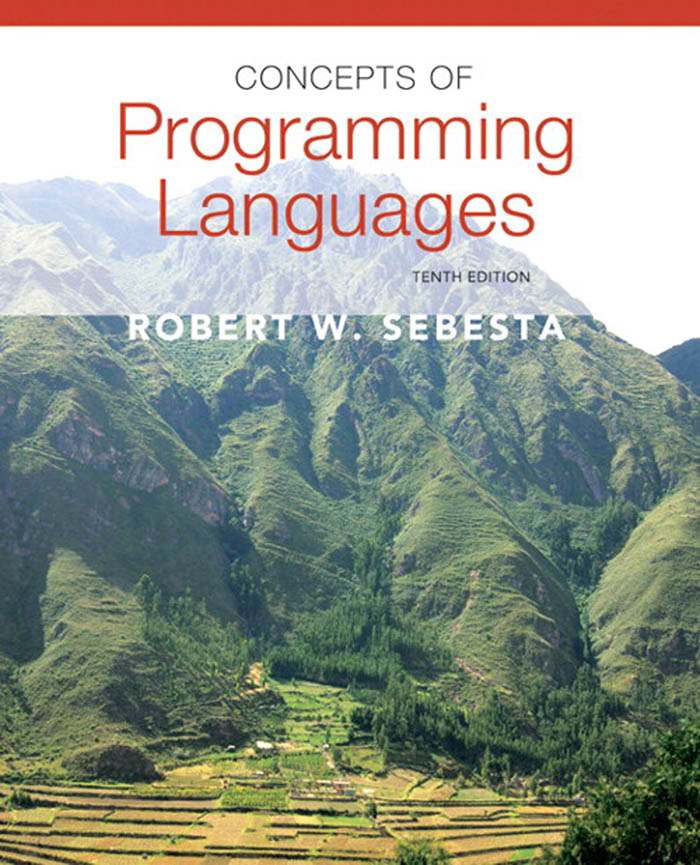 CONCEPTS OF
Programming
Languages
TENTH EDITION
ROBERT W. SEBESTA